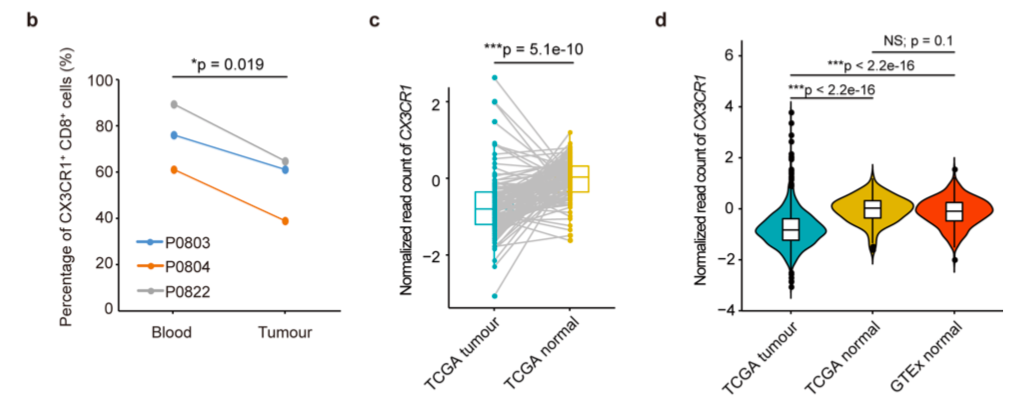 b
Percentage of CX3CR1⁺ CD8⁺ cells (%)
100
80
60
40
20
0
*p = 0.019
P0803
P0804
P0822
Blood
Tumour
c
Normalized read count of CX3CR1
2
0
−2
***p = 5.1e-10
TCGA tumour
TCGA normal
d
Normalized read count of CX3CR1
6
4
2
0
−2
−4
NS; p = 0.1
***p < 2.2e-16
***p < 2.2e-16
TCGA tumour
TCGA normal
GTEx normal